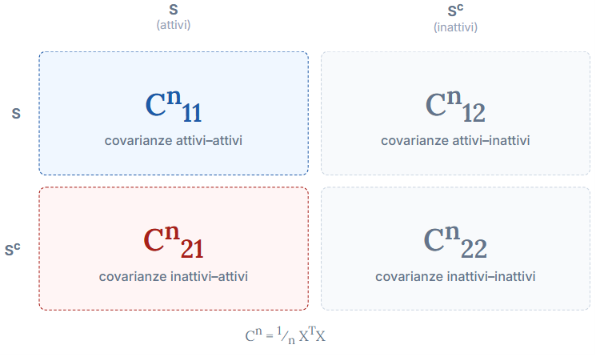 S Sᶜ
(attivi) (inattivi)
S Cⁿ₁₁ Cⁿ₁₂
covarianze attivi–attivi covarianze attivi–inattivi
Sᶜ Cⁿ₂₁ Cⁿ₂₂
covarianze inattivi–attivi covarianze inattivi–inattivi
Cⁿ = ¹/ₙ XᵀX